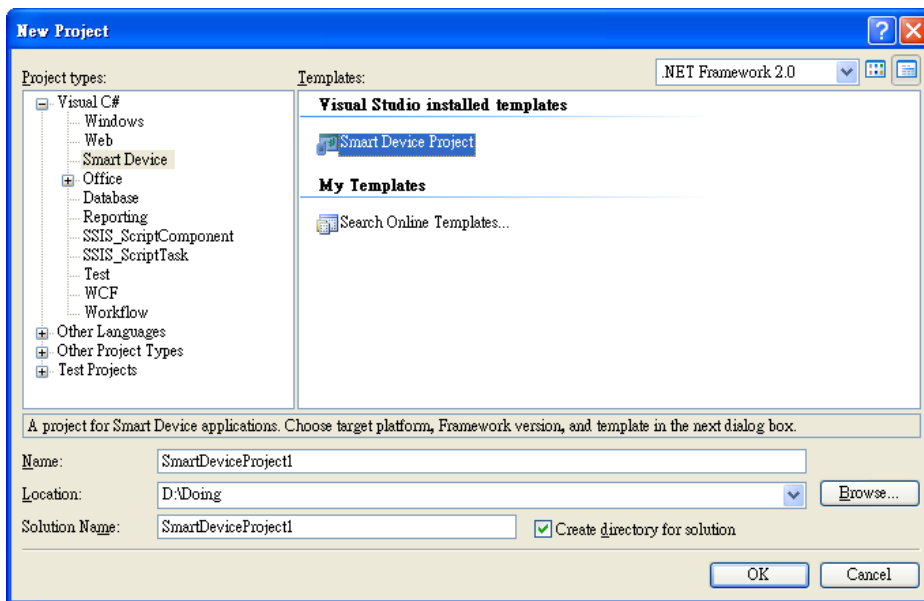 New Project
Project types:
Templates:
.NET Framework 2.0
Visual C#
Windows
Web
Smart Device
Office
Database
Reporting
SSIS_ScriptComponent
SSIS_ScriptTask
Test
WCF
Workflow
Other Languages
Other Project Types
Test Projects
Visual Studio installed templates
Smart Device Project
My Templates
Search Online Templates...
A project for Smart Device applications. Choose target platform, Framework version, and template in the next dialog box.
Name:
SmartDeviceProject1
Location:
D:\Doing
Browse...
Solution Name:
SmartDeviceProject1
Create directory for solution
OK
Cancel